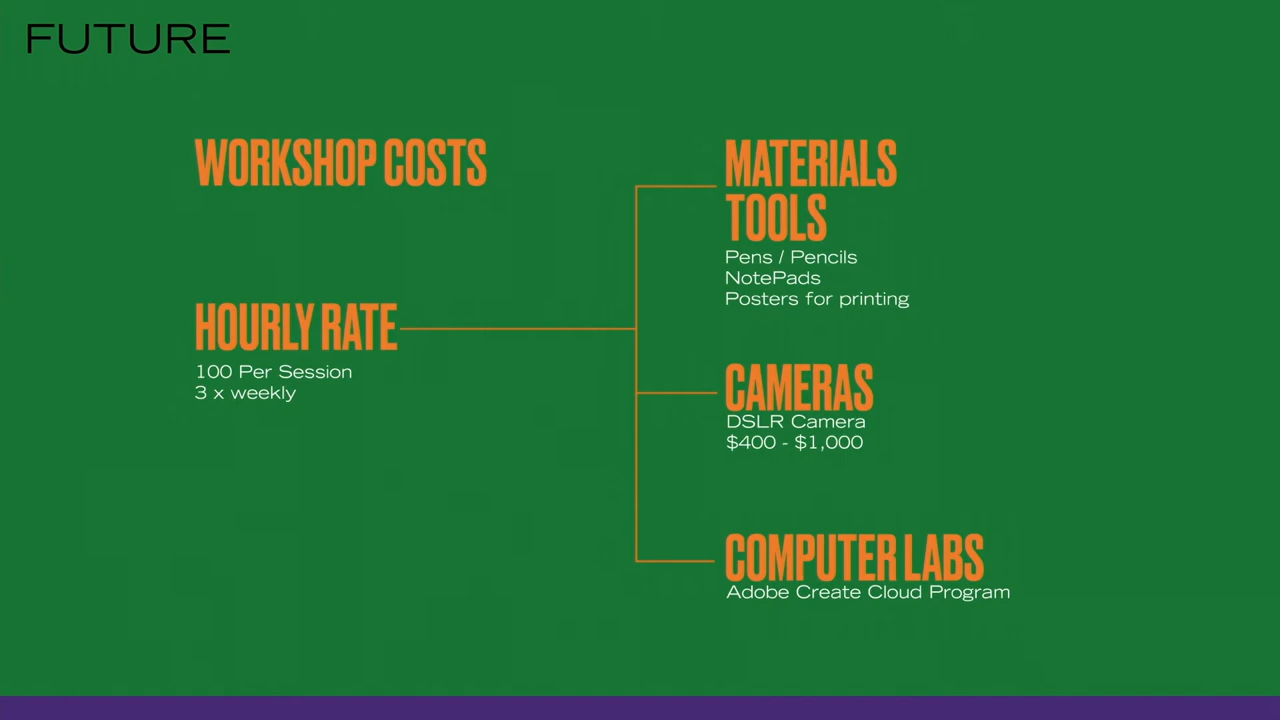 FUTURE
WORKSHOP COSTS
HOURLY RATE
100 Per Session
3 x weekly
MATERIALS
TOOLS
Pens / Pencils
NotePads
Posters for printing
CAMERAS
DSLR Camera
$400 - $1,000
COMPUTER LABS
Adobe Create Cloud Program